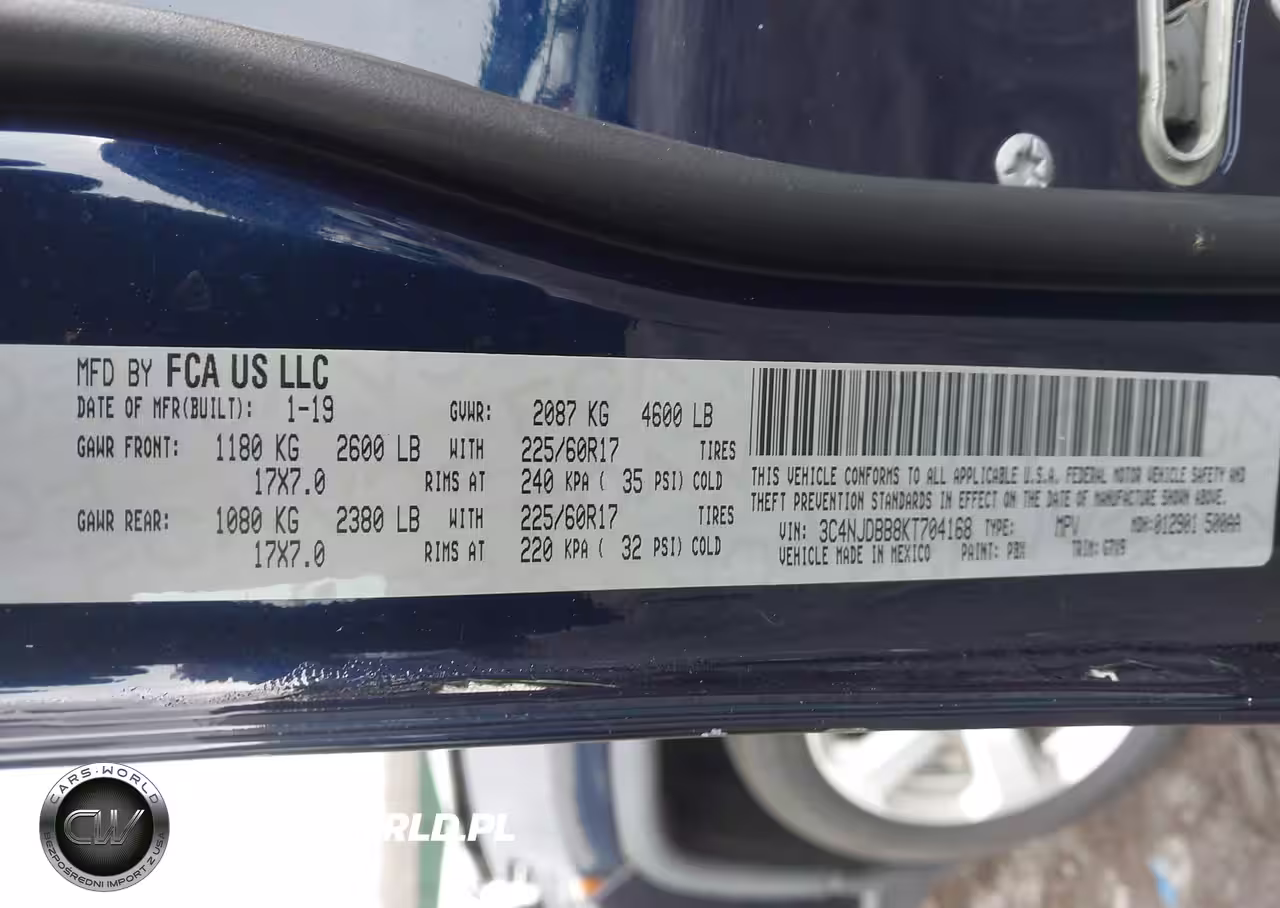 MFD BY FCA US LLC
DATE OF MFR(BUILT): 1-19 GVWR: 2087 KG 4600 LB
GAWR FRONT: 1180 KG 2600 LB WITH 225/60R17 TIRES
17X7.0 RIMS AT 240 KPA ( 35 PSI) COLD
GAWR REAR: 1080 KG 2380 LB WITH 225/60R17 TIRES
17X7.0 RIMS AT 220 KPA ( 32 PSI) COLD
THIS VEHICLE CONFORMS TO ALL APPLICABLE U.S.A. FEDERAL MOTOR VEHICLE SAFETY AND
THEFT PREVENTION STANDARDS IN EFFECT ON THE DATE OF MANUFACTURE SHOWN ABOVE.
VIN: 3C4NJDBB8KT704168 TYPE: MPV MDH: 012901 500AA
VEHICLE MADE IN MEXICO PAINT: PBX TRIM:
CARS-WORLD
CW
BEZPOŚREDNI IMPORT Z USA
RLD.PL